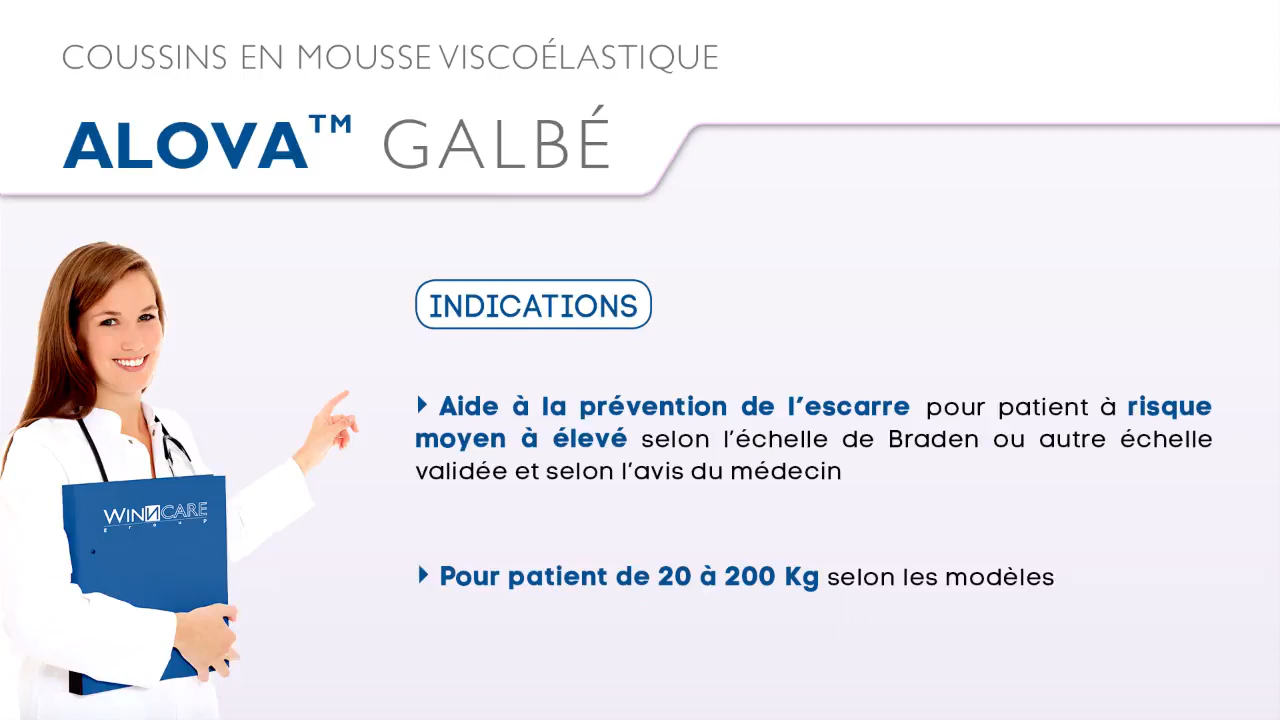 COUSSINS EN MOUSSE VISCOÉLASTIQUE
ALOVA™ GALBÉ
INDICATIONS
Aide à la prévention de l’escarre pour patient à risque
moyen à élevé selon l’échelle de Braden ou autre échelle
validée et selon l’avis du médecin
WINNCARE
group
Pour patient de 20 à 200 Kg selon les modèles